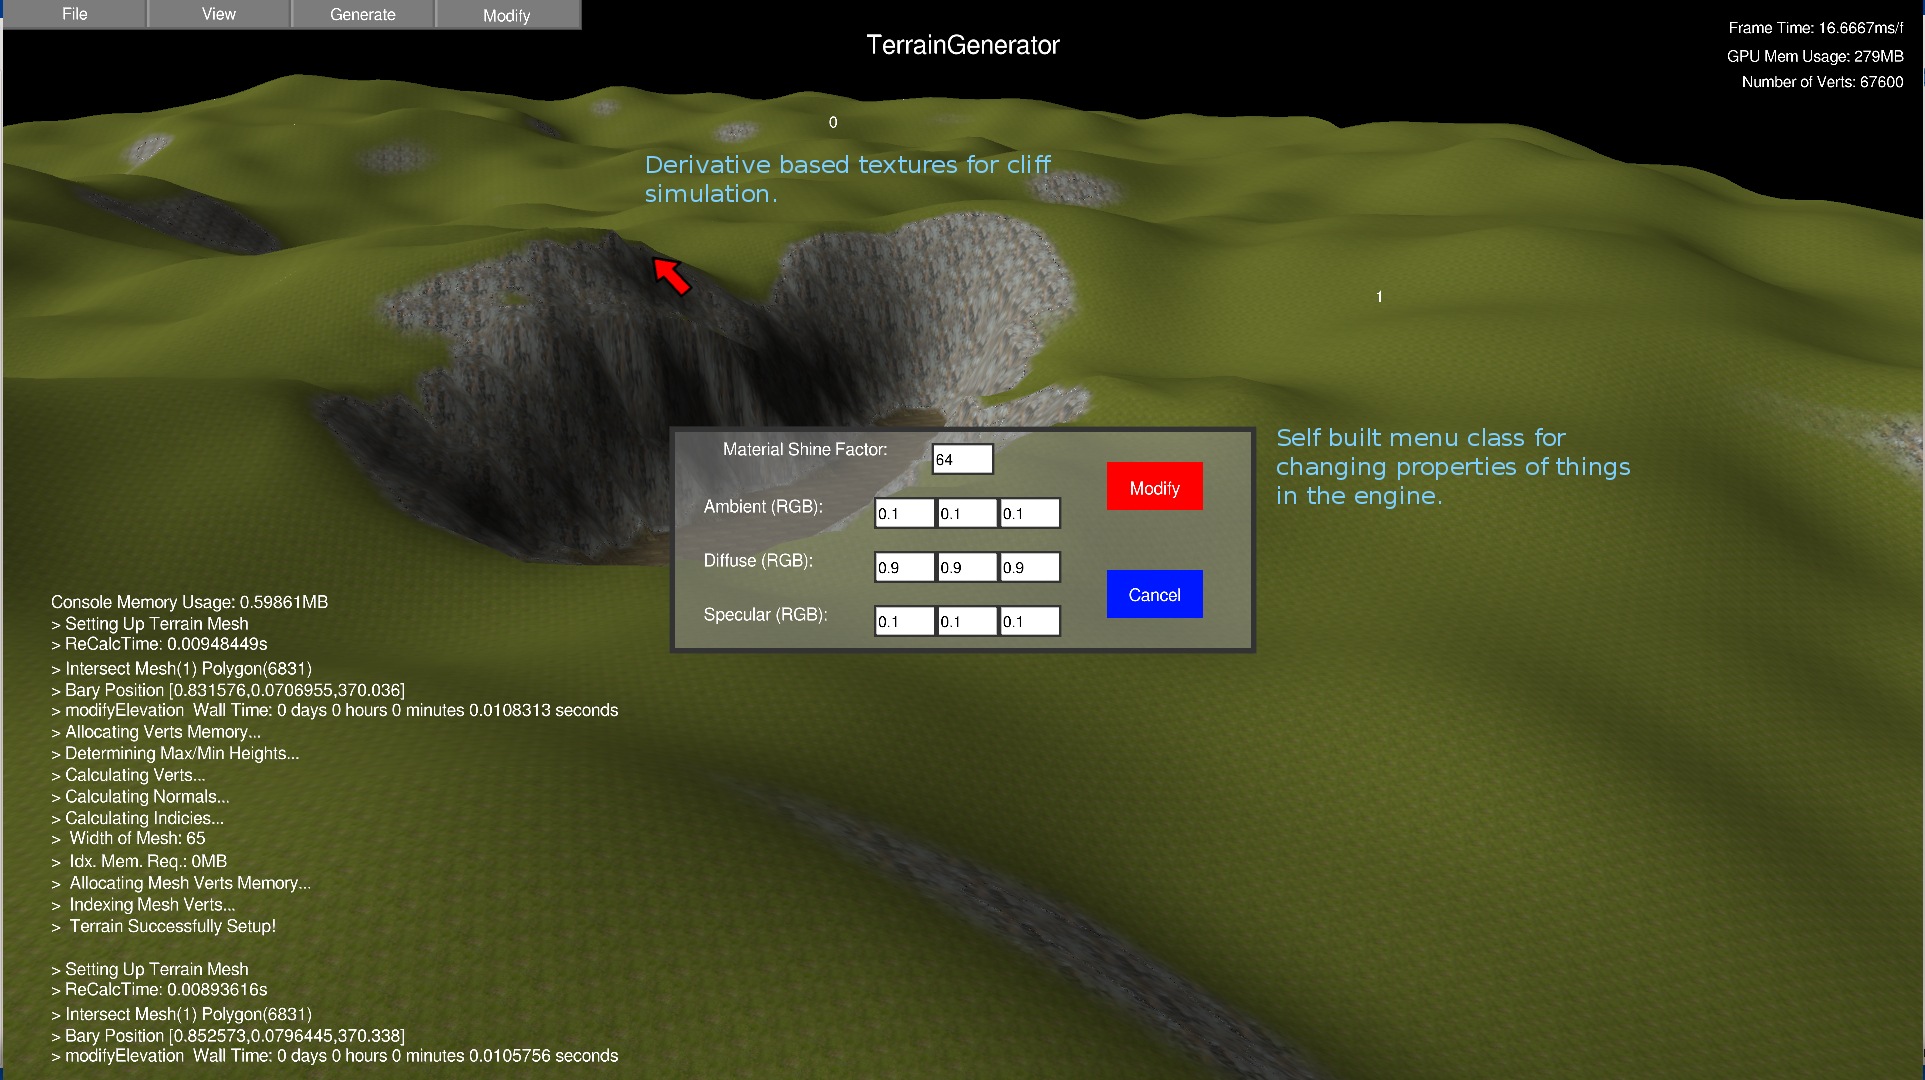 File View Generate Modify
TerrainGenerator
Frame Time: 16.6667ms/f
GPU Mem Usage: 279MB
Number of Verts: 67600
0
Derivative based textures for cliff
simulation.
1
Self built menu class for
changing properties of things
in the engine.
Material Shine Factor: 64
Ambient (RGB): 0.1 0.1 0.1
Diffuse (RGB): 0.9 0.9 0.9
Specular (RGB): 0.1 0.1 0.1
Modify
Cancel
Console Memory Usage: 0.59861MB
> Setting Up Terrain Mesh
> ReCalcTime: 0.00948449s
> Intersect Mesh(1) Polygon(6831)
> Bary Position [0.831576,0.0706955,370.036]
> modifyElevation  Wall Time: 0 days 0 hours 0 minutes 0.0108313 seconds
> Allocating Verts Memory...
> Determining Max/Min Heights...
> Calculating Verts...
> Calculating Normals...
> Calculating Indicies...
>  Width of Mesh: 65
>  Idx. Mem. Req.: 0MB
>  Allocating Mesh Verts Memory...
>  Indexing Mesh Verts...
>  Terrain Successfully Setup!
> Setting Up Terrain Mesh
> ReCalcTime: 0.00893616s
> Intersect Mesh(1) Polygon(6831)
> Bary Position [0.852573,0.0796445,370.338]
> modifyElevation  Wall Time: 0 days 0 hours 0 minutes 0.0105756 seconds